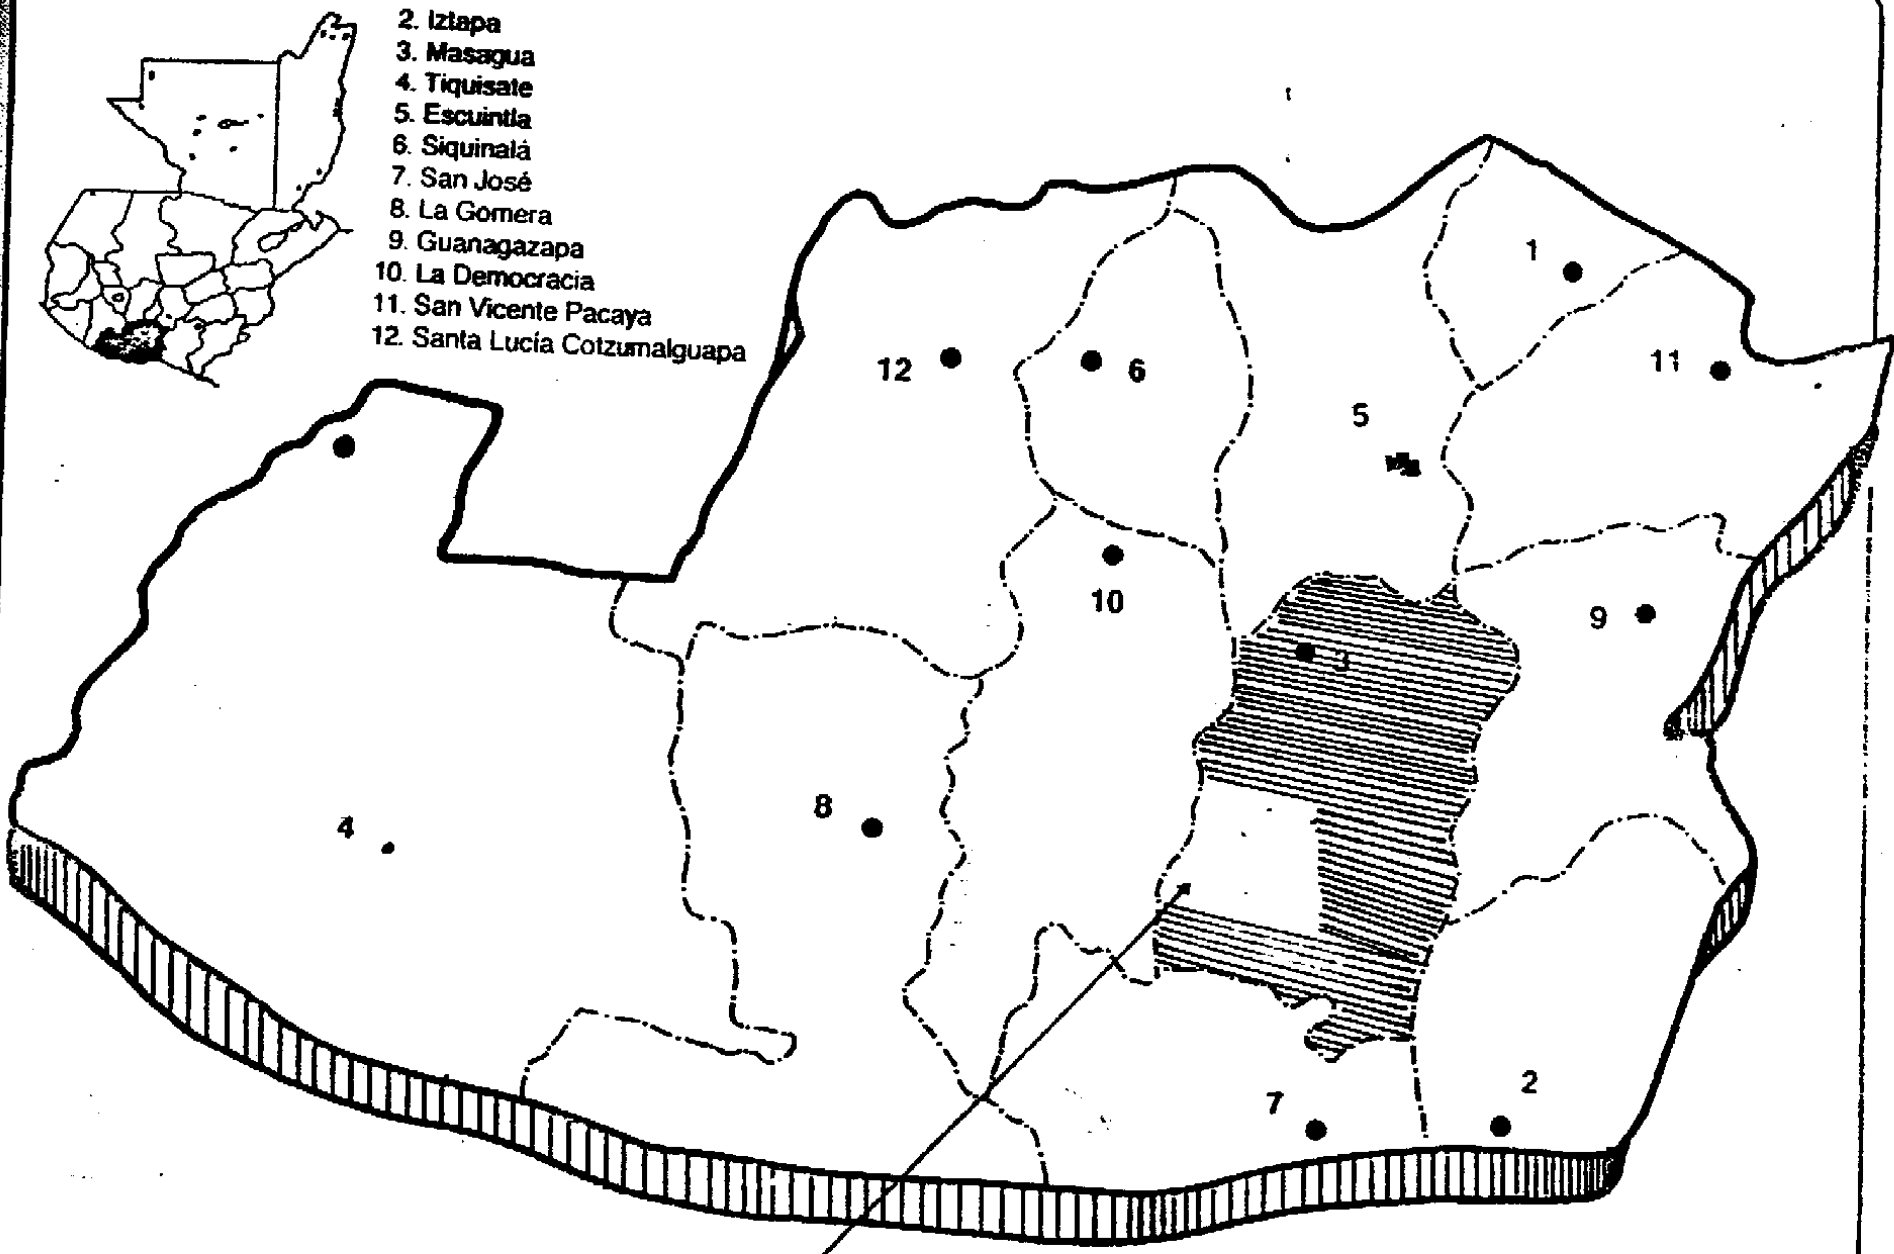 2. Iztapa
3. Masagua
4. Tiquisate
5. Escuintla
6. Siquinalá
7. San José
8. La Gomera
9. Guanagazapa
10. La Democracia
11. San Vicente Pacaya
12. Santa Lucía Cotzumalguapa
1
12
6
11
5
10
9
3
8
4
7
2